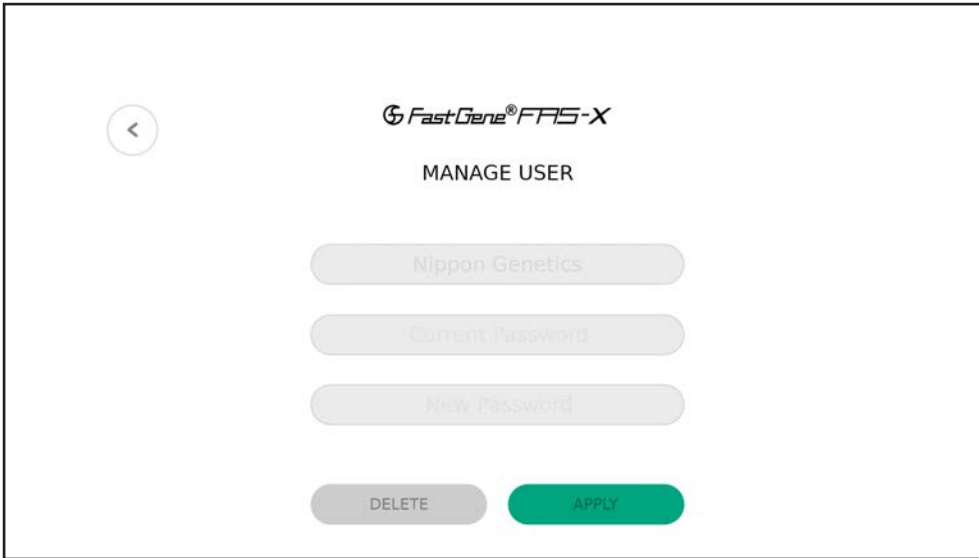 FastGene® FAS-X
MANAGE USER
Nippon Genetics
Current Password
New Password
DELETE
APPLY